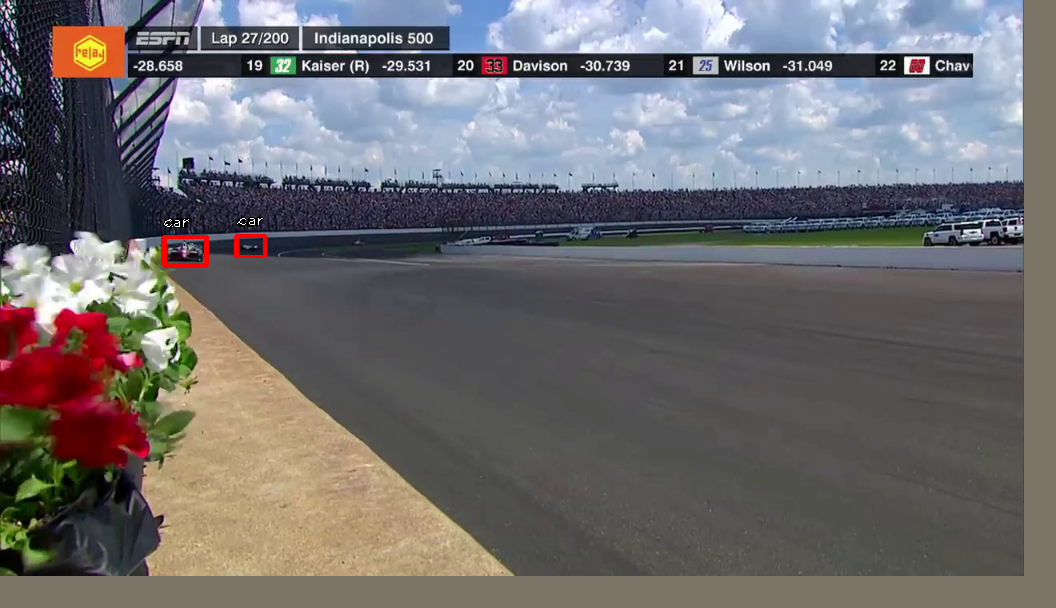 relay
ESPN Lap 27/200 Indianapolis 500
-28.658 19 32 Kaiser (R) -29.531 20 33 Davison -30.739 21 25 Wilson -31.049 22 88 Chav
car
car